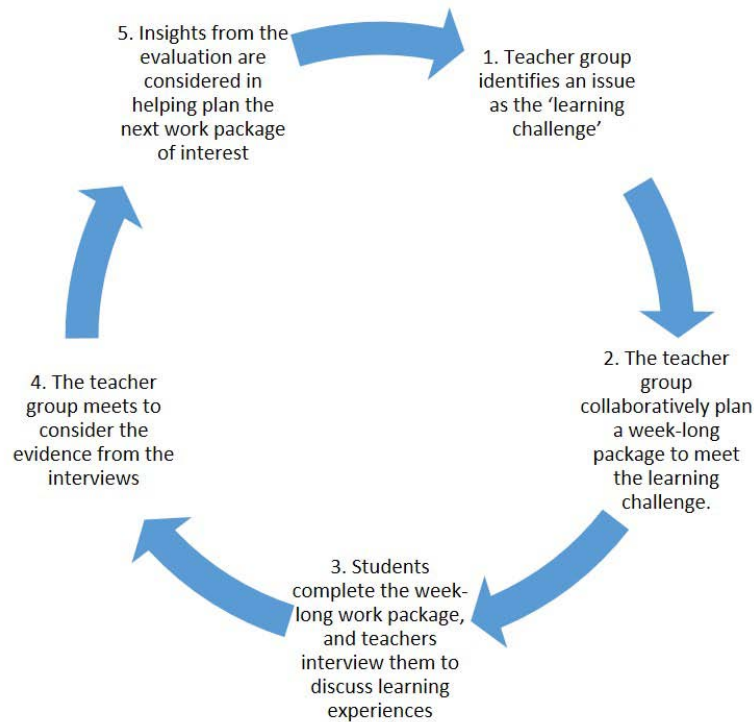 1. Teacher group
identifies an issue
as the ‘learning
challenge’
2. The teacher
group
collaboratively plan
a week-long
package to meet
the learning
challenge.
3. Students
complete the week-
long work package,
and teachers
interview them to
discuss learning
experiences
4. The teacher
group meets to
consider the
evidence from the
interviews
5. Insights from the
evaluation are
considered in
helping plan the
next work package
of interest